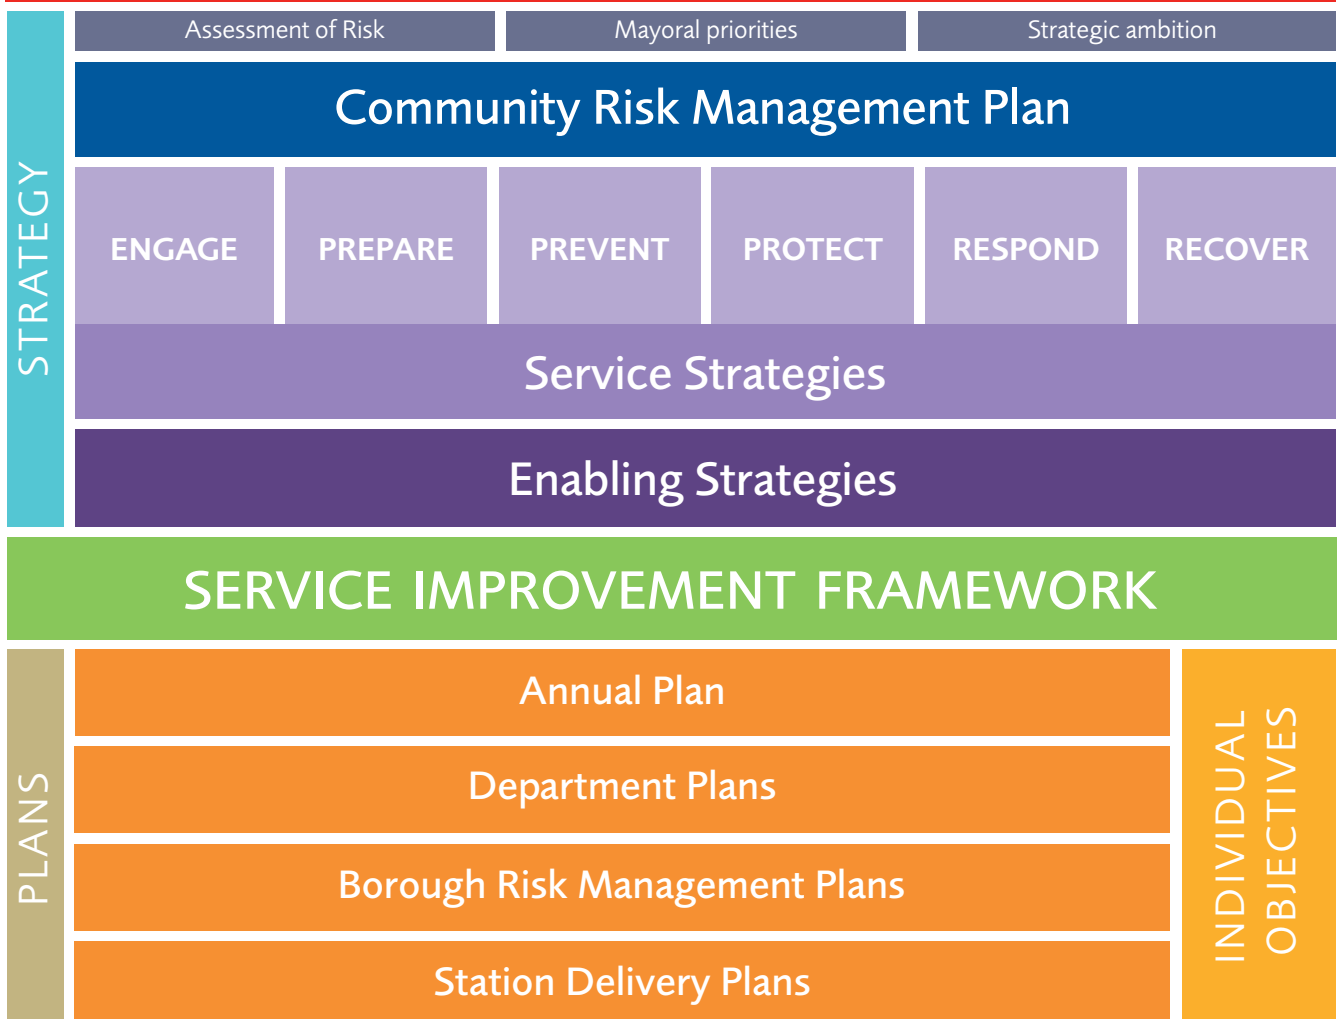 Assessment of Risk
Mayoral priorities
Strategic ambition
STRATEGY
Community Risk Management Plan
ENGAGE
PREPARE
PREVENT
PROTECT
RESPOND
RECOVER
Service Strategies
Enabling Strategies
SERVICE IMPROVEMENT FRAMEWORK
PLANS
Annual Plan
Department Plans
Borough Risk Management Plans
Station Delivery Plans
INDIVIDUAL
OBJECTIVES